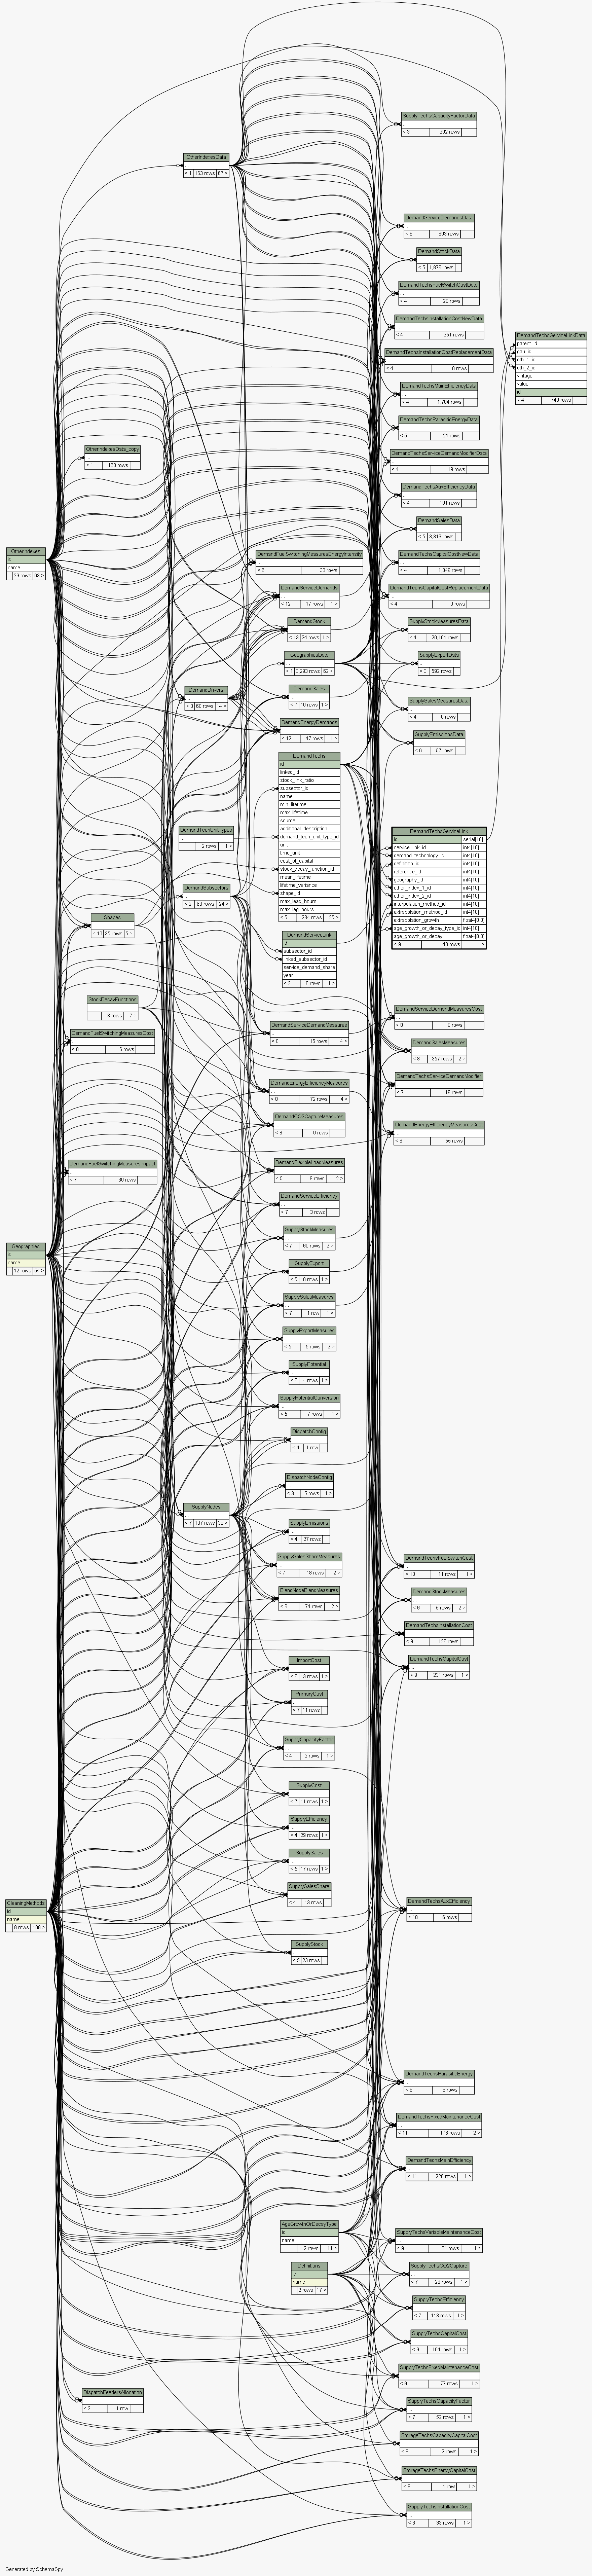 SupplyTechsCapacityFactorData
< 3 392 rows
OtherIndexesData
< 1 183 rows 67 >
DemandServiceDemandsData
< 6 893 rows
DemandStockData
< 5 1,876 rows
DemandTechsFuelSwitchCostData
< 4 20 rows
DemandTechsInstallationCostNewData
< 4 251 rows
DemandTechsServiceLinkData
parent_id
gau_id
oth_1_id
oth_2_id
vintage
value
id
< 4 740 rows
DemandTechsInstallationCostReplacementData
< 4 0 rows
DemandTechsMainEfficiencyData
< 4 1,784 rows
DemandTechsParasiticEnergyData
< 5 21 rows
OtherIndexesData_copy
< 1 183 rows
DemandTechsServiceDemandModifierData
< 4 19 rows
DemandTechsAuxEfficiencyData
< 4 101 rows
DemandSalesData
< 5 3,319 rows
OtherIndexes
id
name
28 rows 63 >
DemandFuelSwitchingMeasuresEnergyIntensity
< 8 30 rows
DemandTechsCapitalCostNewData
< 4 1,349 rows
DemandServiceDemands
< 12 17 rows 1 >
DemandTechsCapitalCostReplacementData
< 4 0 rows
DemandStock
< 13 24 rows 1 >
SupplyStockMeasuresData
< 4 20,101 rows
GeographiesData
< 1 3,293 rows 62 >
SupplyExportData
< 3 592 rows
DemandDrivers
< 9 60 rows 14 >
DemandSales
< 7 10 rows 1 >
SupplySalesMeasuresData
< 4 0 rows
DemandEnergyDemands
< 12 47 rows 1 >
SupplyEmissionsData
< 6 57 rows
DemandTechs
id
linked_id
stock_link_ratio
subsector_id
name
min_lifetime
max_lifetime
source
additional_description
demand_tech_unit_type_id
unit
time_unit
cost_of_capital
stock_decay_function_id
mean_lifetime
lifetime_variance
shape_id
max_lead_hours
max_lag_hours
< 5 234 rows 25 >
DemandTechUnitTypes
2 rows 1 >
DemandTechsServiceLink
id serial[10]
service_link_id int4[10]
demand_technology_id int4[10]
definition_id int4[10]
reference_id int4[10]
geography_id int4[10]
other_index_1_id int4[10]
other_index_2_id int4[10]
interpolation_method_id int4[10]
extrapolation_method_id int4[10]
extrapolation_growth float4[8,8]
age_growth_or_decay_type_id int4[10]
age_growth_or_decay float4[8,8]
< 9 40 rows 1 >
DemandSubsectors
< 2 63 rows 24 >
Shapes
< 10 35 rows 5 >
DemandServiceLink
id
subsector_id
linked_subsector_id
service_demand_share
year
< 2 6 rows 1 >
StockDecayFunctions
3 rows 7 >
DemandServiceDemandMeasuresCost
< 8 0 rows
DemandFuelSwitchingMeasuresCost
< 8 6 rows
DemandServiceDemandMeasures
< 8 15 rows 4 >
DemandSalesMeasures
< 8 357 rows 2 >
DemandEnergyEfficiencyMeasures
< 8 72 rows 4 >
DemandTechsServiceDemandModifier
< 7 19 rows
DemandCO2CaptureMeasures
< 8 0 rows
DemandEnergyEfficiencyMeasuresCost
< 8 55 rows
DemandFuelSwitchingMeasuresImpact
< 7 30 rows
DemandFlexibleLoadMeasures
< 5 9 rows 2 >
DemandServiceEfficiency
< 7 3 rows
Geographies
id
name
12 rows 54 >
SupplyStockMeasures
< 7 60 rows 2 >
SupplyExport
< 5 10 rows 1 >
SupplySalesMeasures
< 7 1 row 1 >
SupplyExportMeasures
< 5 5 rows 2 >
SupplyPotential
< 8 14 rows 1 >
SupplyPotentialConversion
< 5 7 rows 1 >
DispatchConfig
< 4 1 row
DispatchNodeConfig
< 3 5 rows 1 >
SupplyNodes
< 7 107 rows 38 >
SupplyEmissions
< 4 27 rows
SupplySalesShareMeasures
< 7 18 rows 2 >
DemandTechsFuelSwitchCost
< 10 11 rows 1 >
BlendNodeBlendMeasures
< 6 74 rows 2 >
DemandStockMeasures
< 6 5 rows 2 >
DemandTechsInstallationCost
< 9 128 rows
ImportCost
< 6 13 rows 1 >
DemandTechsCapitalCost
< 9 231 rows 1 >
PrimaryCost
< 7 11 rows
SupplyCapacityFactor
< 4 2 rows 1 >
SupplyCost
< 7 11 rows 1 >
SupplyEfficiency
< 4 29 rows 1 >
SupplySales
< 5 17 rows 1 >
SupplySalesShare
< 4 13 rows
CleaningMethods
id
name
8 rows 108 >
DemandTechsAuxEfficiency
< 10 8 rows
SupplyStock
< 5 23 rows
DemandTechsParasiticEnergy
< 8 6 rows
DemandTechsFixedMaintenanceCost
< 11 176 rows 2 >
DemandTechsMainEfficiency
< 11 226 rows 1 >
AgeGrowthOrDecayType
id
name
2 rows 11 >
SupplyTechsVariableMaintenanceCost
< 9 81 rows 1 >
Definitions
id
name
2 rows 17 >
SupplyTechsCO2Capture
< 7 28 rows 1 >
SupplyTechsEfficiency
< 7 113 rows 1 >
SupplyTechsCapitalCost
< 9 104 rows 1 >
SupplyTechsFixedMaintenanceCost
< 9 77 rows 1 >
DispatchFeedersAllocation
< 2 1 row
SupplyTechsCapacityFactor
< 7 52 rows 1 >
StorageTechsCapacityCapitalCost
< 8 2 rows 1 >
StorageTechsEnergyCapitalCost
< 8 1 row 1 >
SupplyTechsInstallationCost
< 8 33 rows 1 >
Generated by SchemaSpy